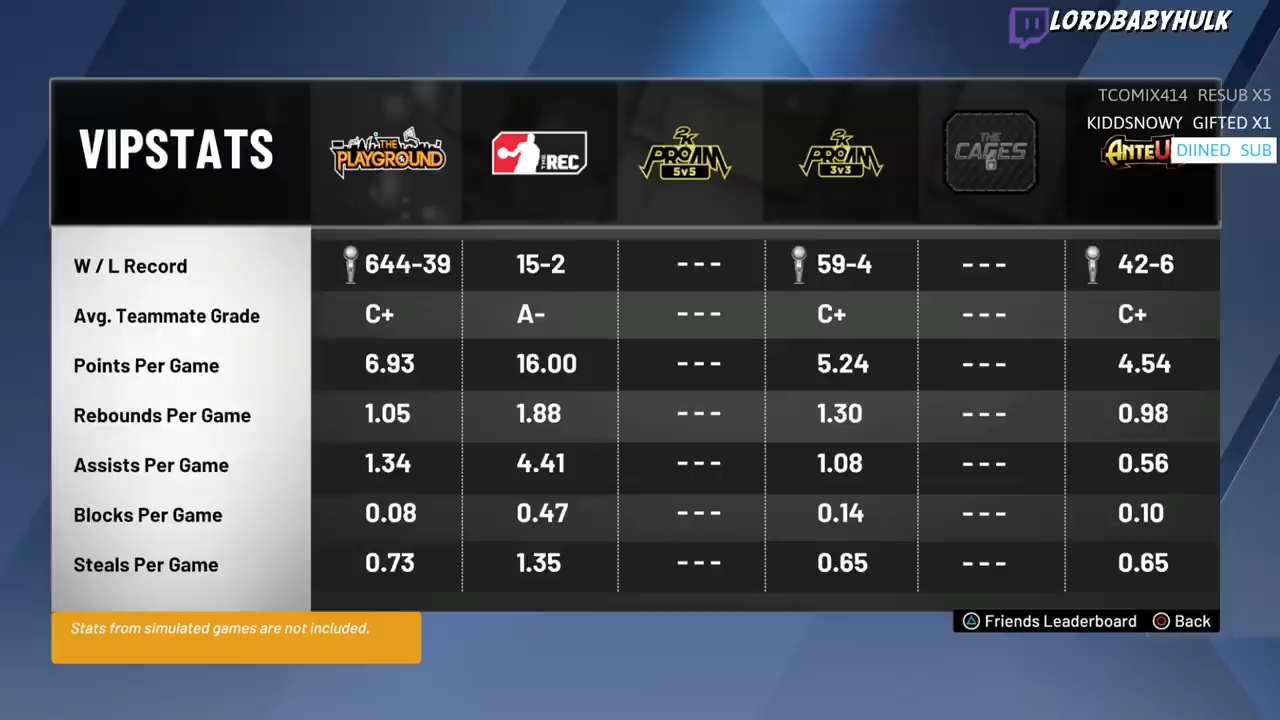 LORDBABYHULK
TCOMIX414 RESUB X5
KIDDSNOWY GIFTED X1
DIINED SUB
VIPSTATS
THE PLAYGROUND
THE REC
2K PROAM 5v5
2K PROAM 3v3
THE CAGES
ANTEU
W / L Record 644-39 15-2 --- 59-4 --- 42-6
Avg. Teammate Grade C+ A- --- C+ --- C+
Points Per Game 6.93 16.00 --- 5.24 --- 4.54
Rebounds Per Game 1.05 1.88 --- 1.30 --- 0.98
Assists Per Game 1.34 4.41 --- 1.08 --- 0.56
Blocks Per Game 0.08 0.47 --- 0.14 --- 0.10
Steals Per Game 0.73 1.35 --- 0.65 --- 0.65
Stats from simulated games are not included.
Friends Leaderboard Back